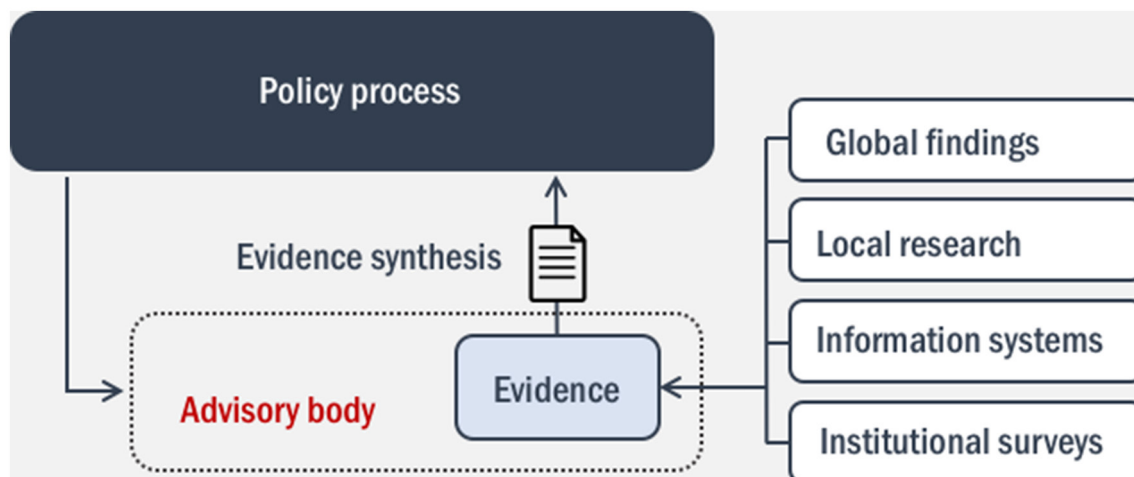 Policy process
Global findings
Evidence synthesis
Local research
Information systems
Evidence
Advisory body
Institutional surveys